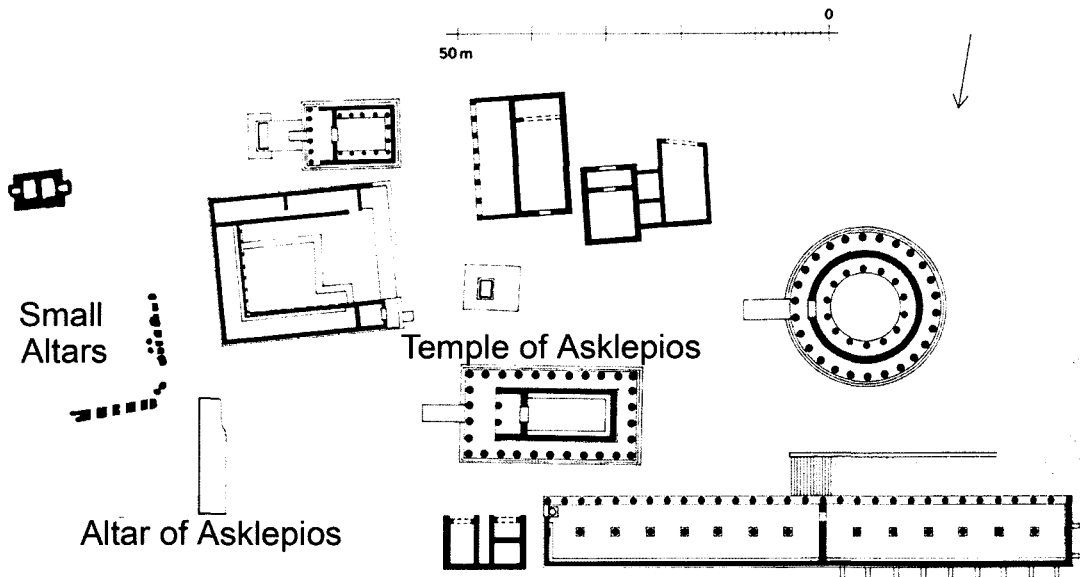 0
50 m
Small
Altars
Temple of Asklepios
Altar of Asklepios